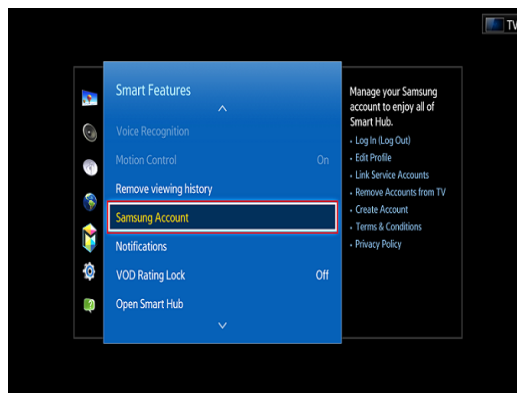 TV
Smart Features
Voice Recognition
Motion Control On
Remove viewing history
Samsung Account
Notifications
VOD Rating Lock Off
Open Smart Hub
Manage your Samsung
account to enjoy all of
Smart Hub.
• Log In (Log Out)
• Edit Profile
• Link Service Accounts
• Remove Accounts from TV
• Create Account
• Terms & Conditions
• Privacy Policy